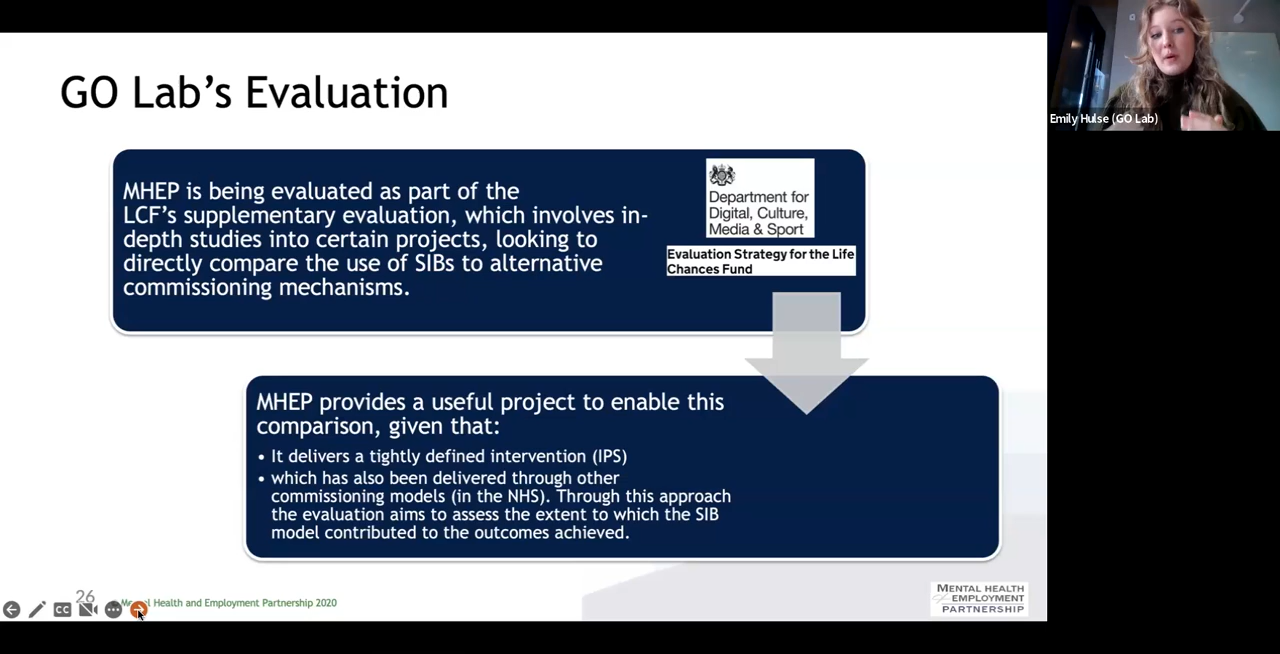 GO Lab’s Evaluation
MHEP is being evaluated as part of the
LCF’s supplementary evaluation, which involves in-
depth studies into certain projects, looking to
directly compare the use of SIBs to alternative
commissioning mechanisms.
Department for
Digital, Culture,
Media & Sport
Evaluation Strategy for the Life
Chances Fund
MHEP provides a useful project to enable this
comparison, given that:
• It delivers a tightly defined intervention (IPS)
• which has also been delivered through other
commissioning models (in the NHS). Through this approach
the evaluation aims to assess the extent to which the SIB
model contributed to the outcomes achieved.
26
Health and Employment Partnership 2020
CC
MENTAL HEALTH
& EMPLOYMENT
PARTNERSHIP
Emily Hulse (GO Lab)